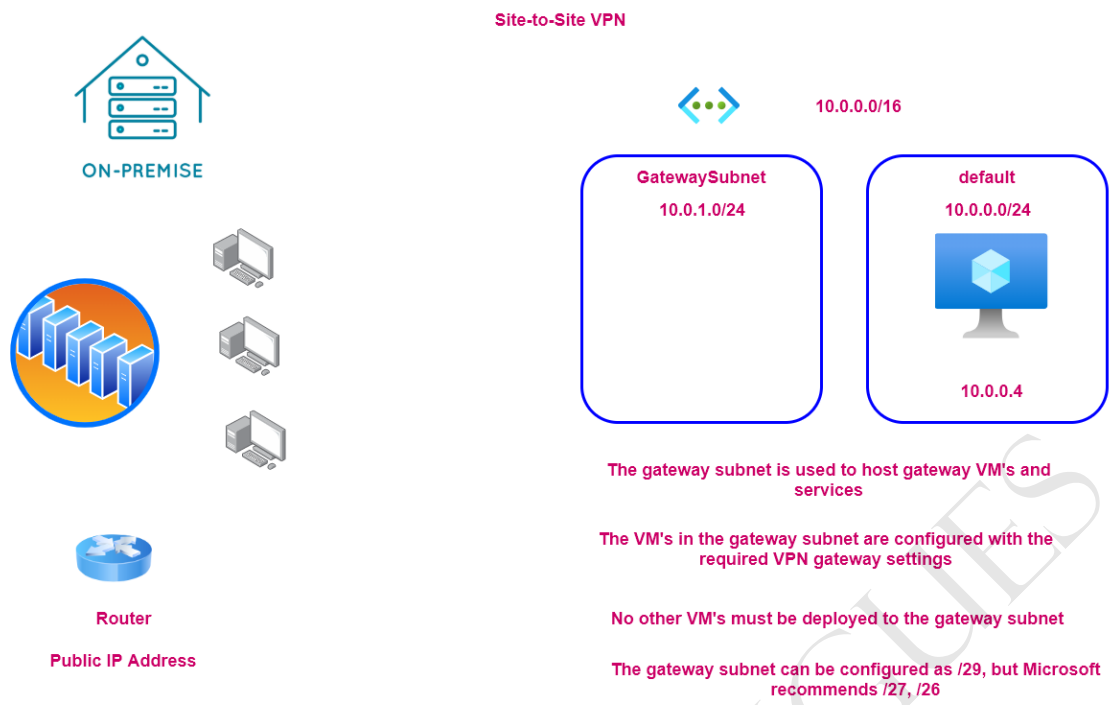 Site-to-Site VPN
10.0.0.0/16
ON-PREMISE
GatewaySubnet
10.0.1.0/24
default
10.0.0.0/24
10.0.0.4
The gateway subnet is used to host gateway VM's and
services
The VM's in the gateway subnet are configured with the
required VPN gateway settings
Router
No other VM's must be deployed to the gateway subnet
Public IP Address
The gateway subnet can be configured as /29, but Microsoft
recommends /27, /26